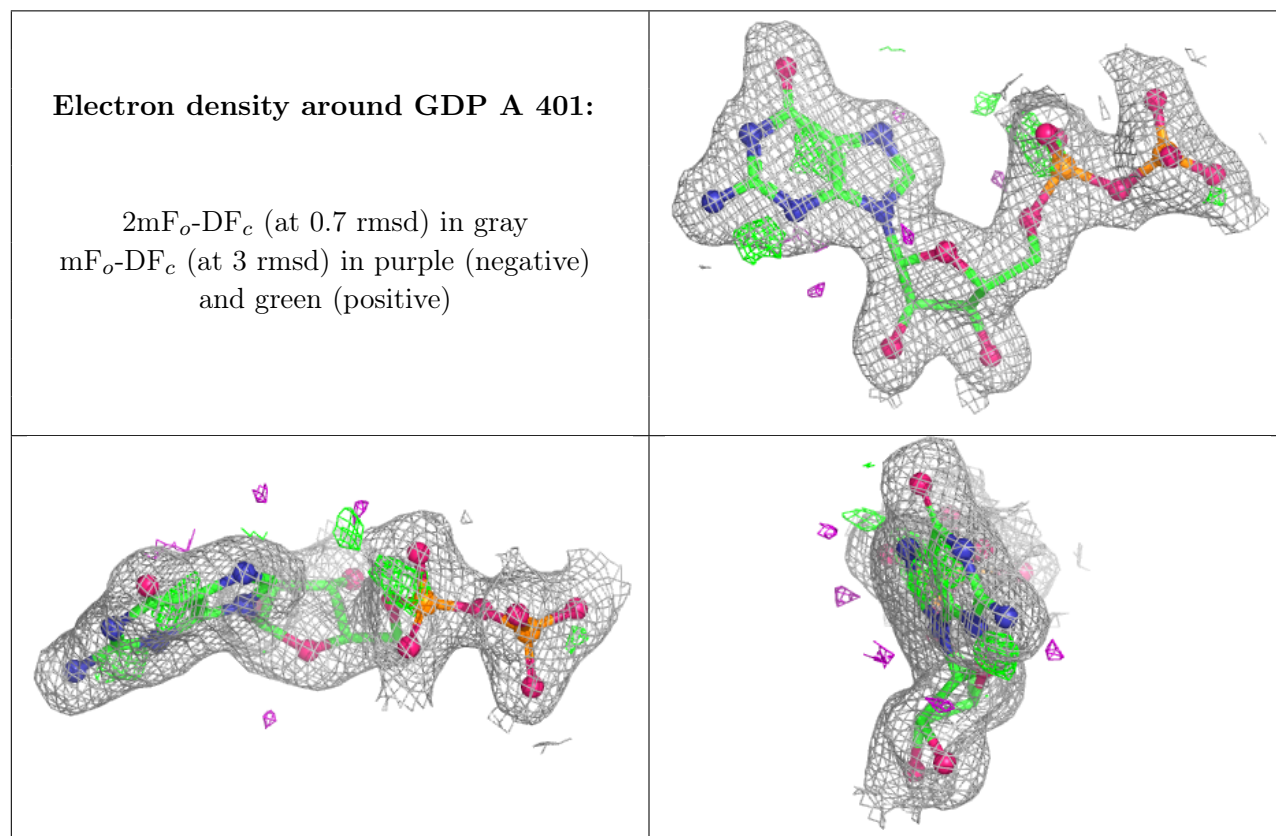 Electron density around GDP A 401:
2mFo-DFc (at 0.7 rmsd) in gray
mFo-DFc (at 3 rmsd) in purple (negative)
and green (positive)